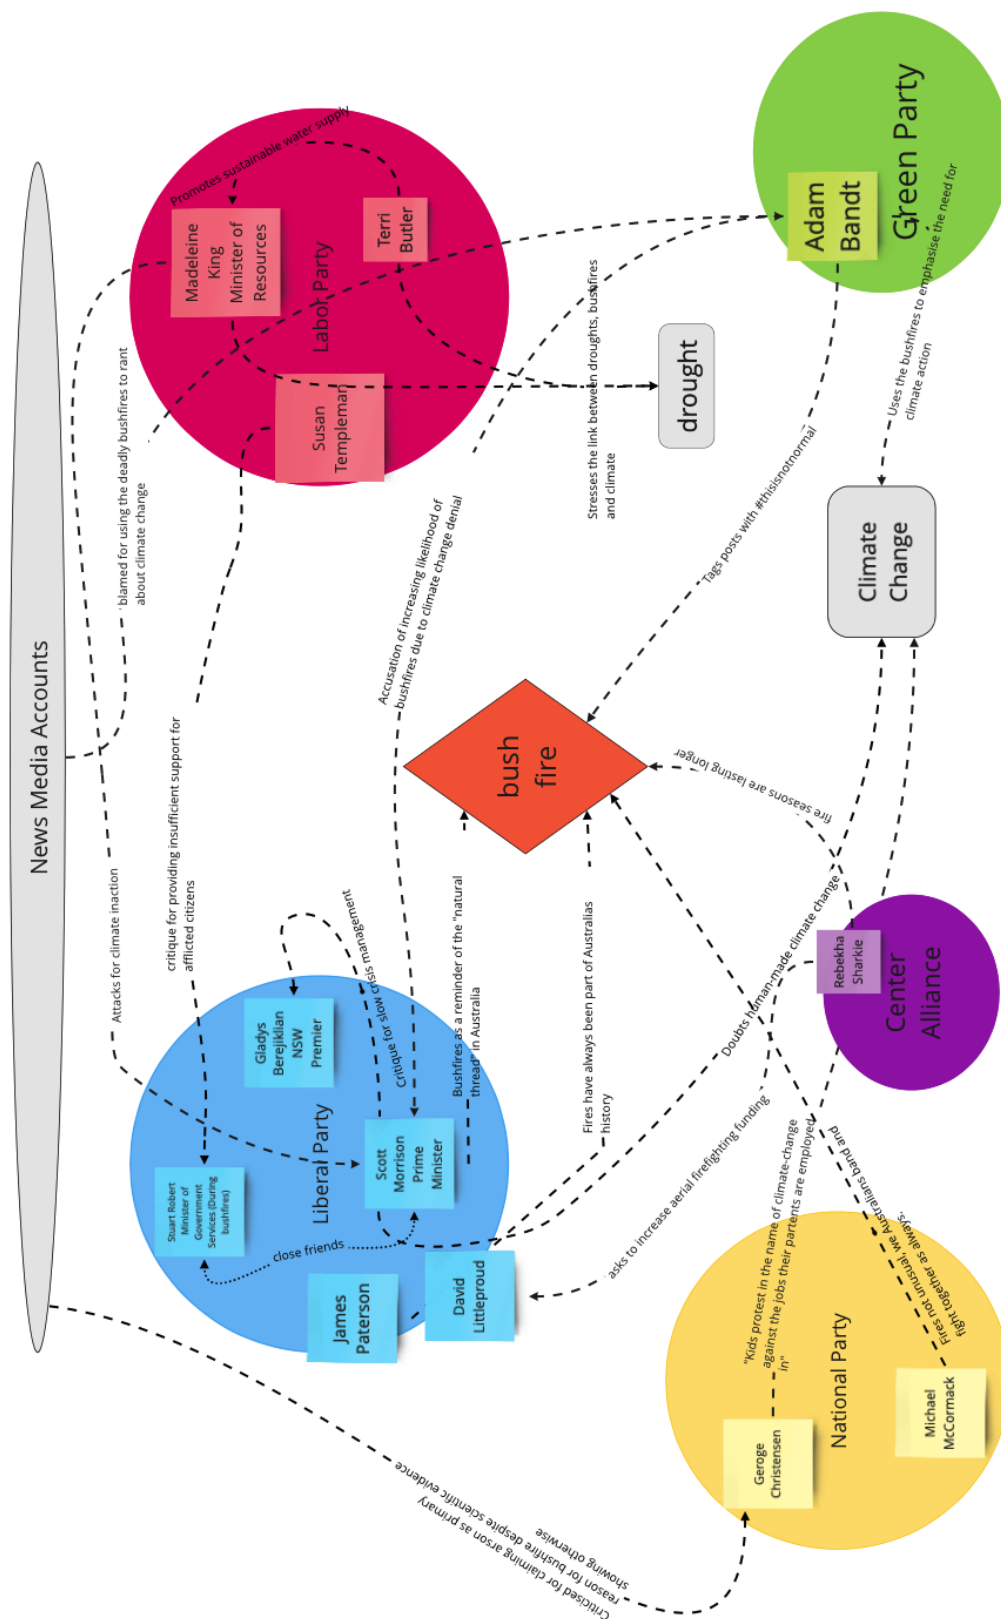 News Media Accounts
Criticised for claiming arson as primary
reason for bushfire despite scientific evidence
showing otherwise
Attacks for climate inaction
critique for providing insufficient support for
afflicted citizens
blamed for using the deadly bushfires to rant
about climate change
Stuart Robert
Minister of
Government
Services (During
bushfires)
Gladys
Berejiklian
NSW
Premier
Liberal Party
close friends
James
Paterson
Scott
Morrison
Prime
Minister
David
Littleproud
Critique for slow crisis management
Bushfires as a reminder of the "natural
thread" in Australia
Fires have always been part of Australias
history
Accusation of increasing likelihood of
bushfires due to climate change denial
Promotes sustainable water supply
Madeleine
King
Minister of
Resources
Labor Party
Terri
Butler
Susan
Templeman
Stresses the link between droughts, bushfires
and climate
drought
bush
fire
Tags posts with #thisisnotnormal
fire seasons are lasting longer
Doubts human-made climate change
asks to increase aerial firefighting funding
"Kids protest in the name of climate-change
against the jobs their partents are employed
in"
Geroge
Christensen
National Party
Michael
McCormack
Fires not unusual, we Australians band and
fight together as always,
Rebekha
Sharkie
Center
Alliance
Climate
Change
Uses the bushfires to emphasise the need for
climate action
Adam
Bandt
Green Party